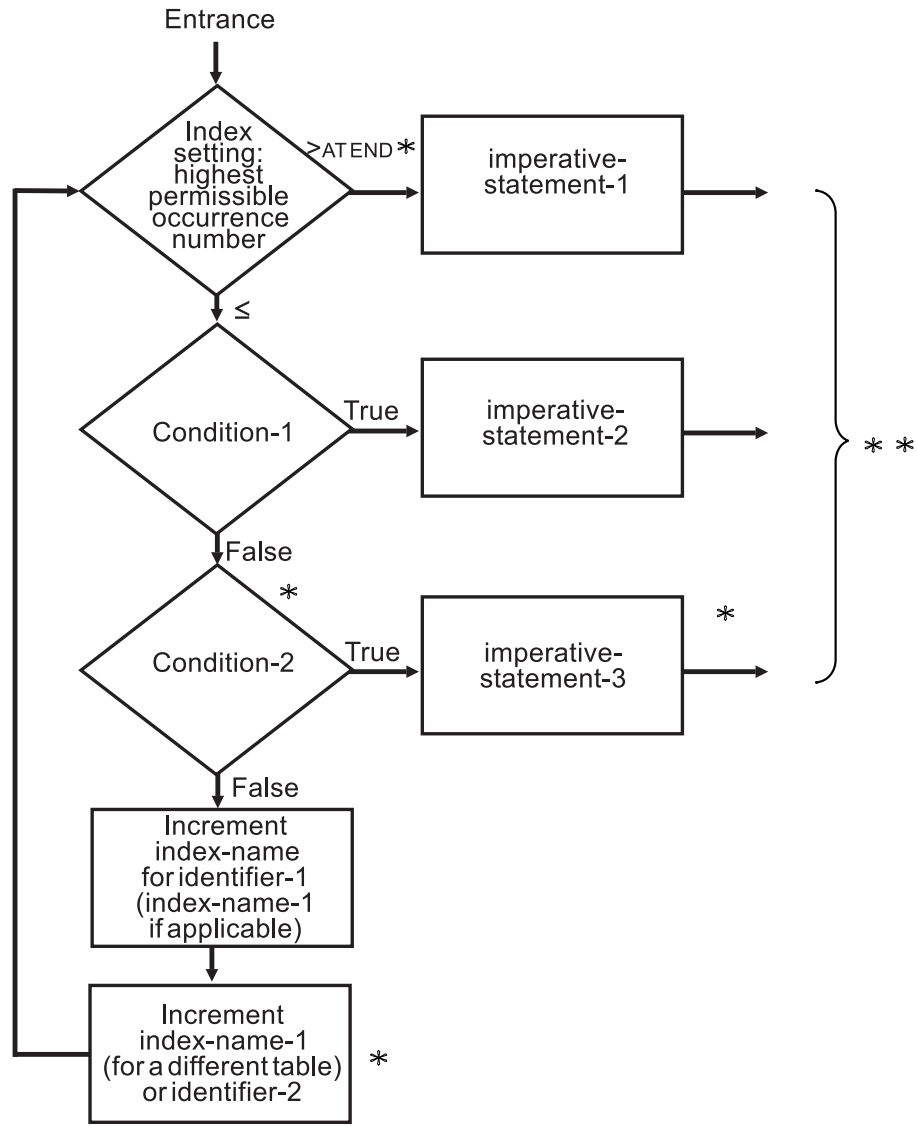 Entrance
Index
setting:
highest
permissible
occurrence
number
>AT END *
imperative-
statement-1
≤
Condition-1
True
imperative-
statement-2
* *
False
*
Condition-2
True
imperative-
statement-3
*
False
Increment
index-name
for identifier-1
(index-name-1
if applicable)
Increment
index-name-1
(for a different table)
or identifier-2
*